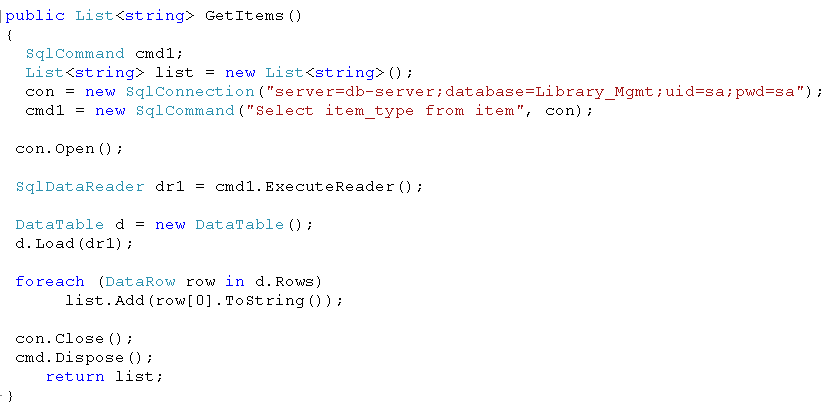 public List<string> GetItems()
{
SqlCommand cmd1;
List<string> list = new List<string>();
con = new SqlConnection("server=db-server;database=Library_Mgmt;uid=sa;pwd=sa");
cmd1 = new SqlCommand("Select item_type from item", con);
con.Open();
SqlDataReader dr1 = cmd1.ExecuteReader();
DataTable d = new DataTable();
d.Load(dr1);
foreach (DataRow row in d.Rows)
list.Add(row[0].ToString());
con.Close();
cmd.Dispose();
return list;
}